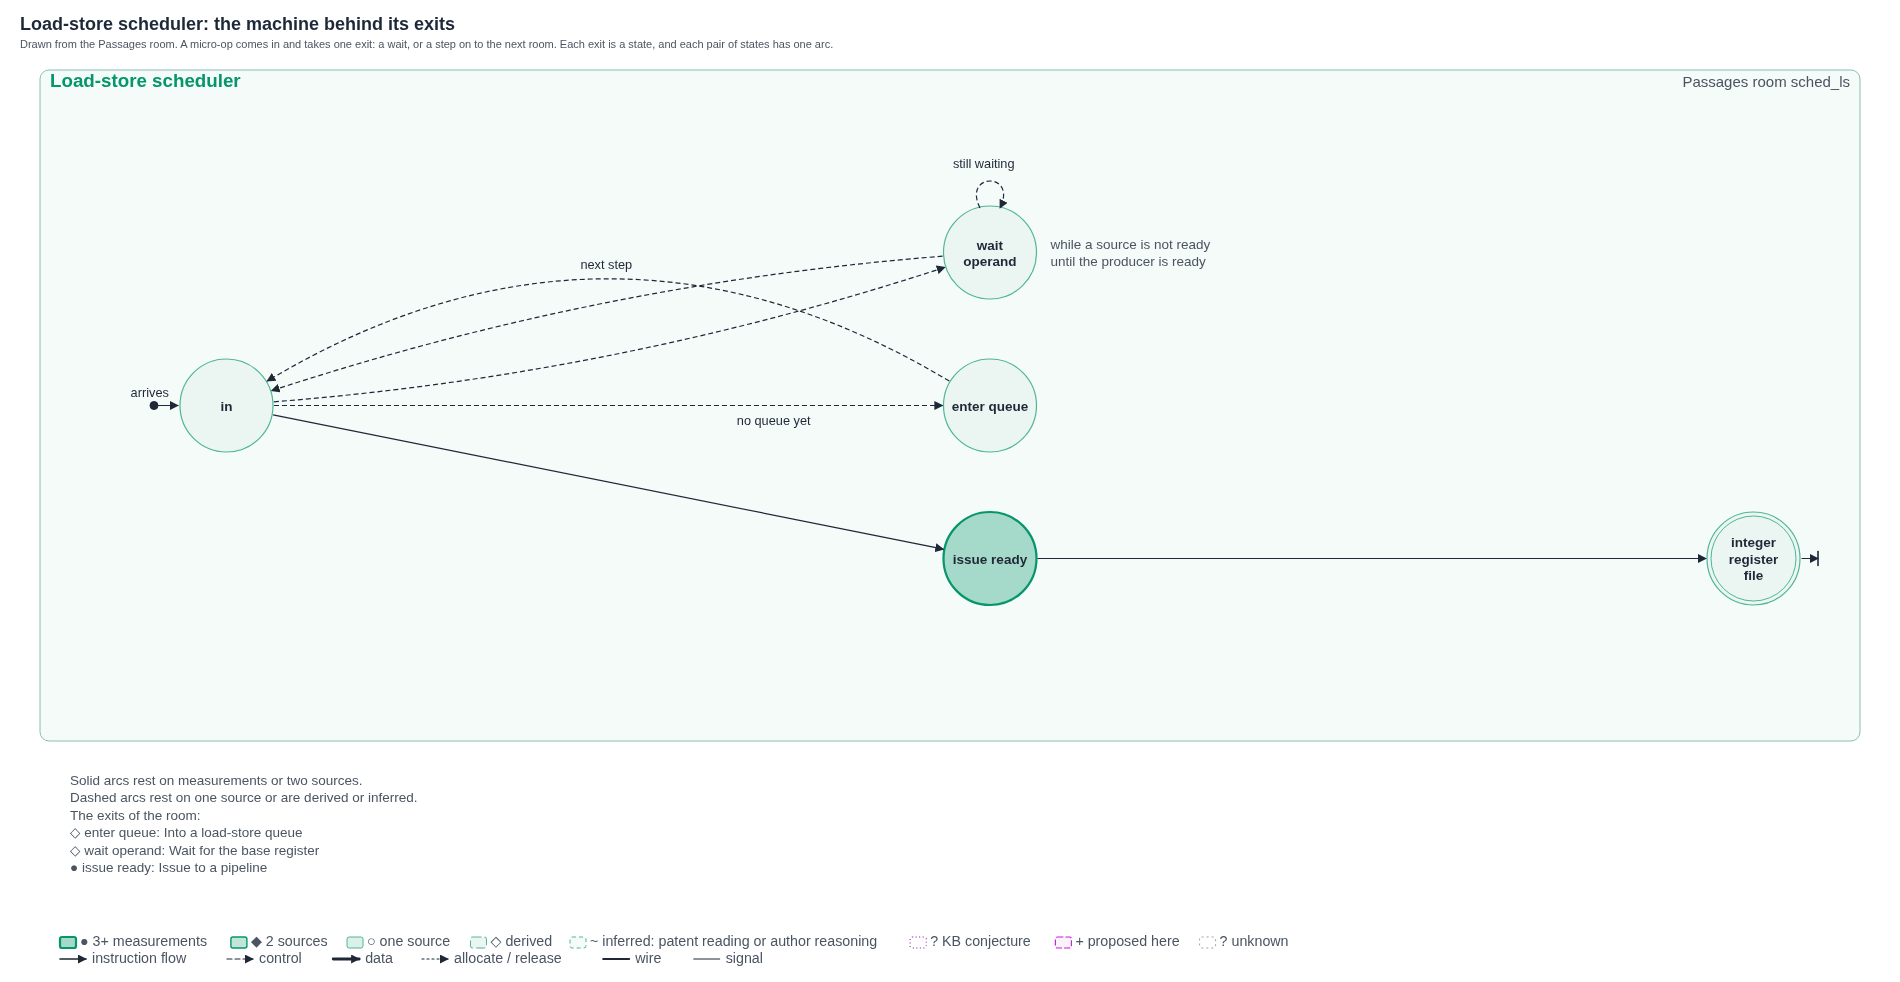 Load-store scheduler: the machine behind its exits
Drawn from the Passages room. A micro-op comes in and takes one exit: a wait, or a step on to the next room. Each exit is a state, and each pair of states has one arc.
Load-store scheduler
Passages room sched_ls
still waiting
wait
operand
while a source is not ready
until the producer is ready
next step
arrives
in
enter queue
no queue yet
issue ready
integer
register
file
Solid arcs rest on measurements or two sources.
Dashed arcs rest on one source or are derived or inferred.
The exits of the room:
◇ enter queue: Into a load-store queue
◇ wait operand: Wait for the base register
● issue ready: Issue to a pipeline
● 3+ measurements ◆ 2 sources ○ one source ◇ derived ~ inferred: patent reading or author reasoning ? KB conjecture + proposed here ? unknown
instruction flow control data allocate / release wire signal